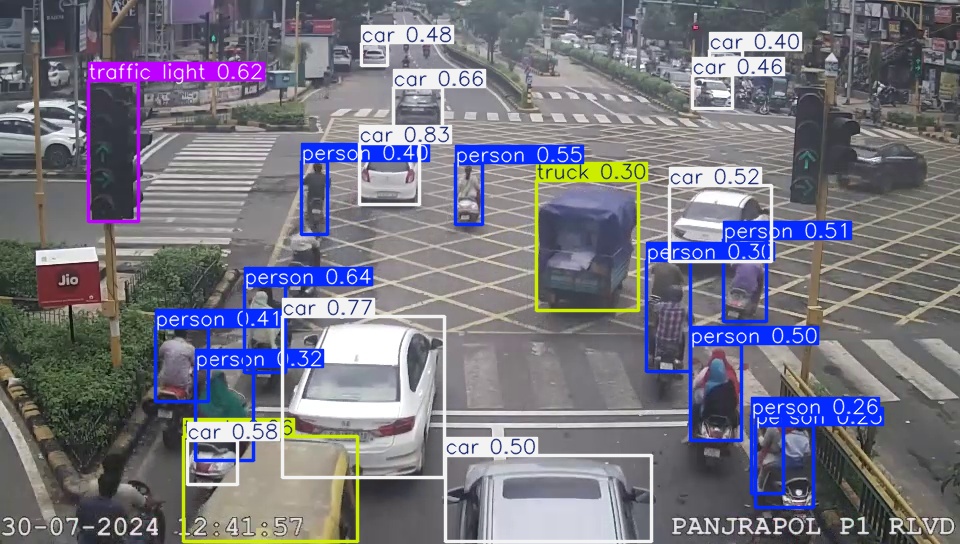 car 0.48
car 0.40
car 0.46
traffic light 0.62
car 0.66
car 0.83
person 0.40
person 0.55
truck 0.30
car 0.52
person 0.51
person 0.30
Jio
person 0.64
car 0.77
person 0.41
person 0.50
person 0.32
person 0.26
car 0.58
car 0.50
30-07-2024 12:41:57
PANJRAPOL P1 RLVD